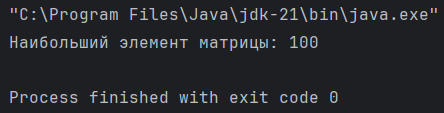 "C:\Program Files\Java\jdk-21\bin\java.exe"
Наибольший элемент матрицы: 100
Process finished with exit code 0